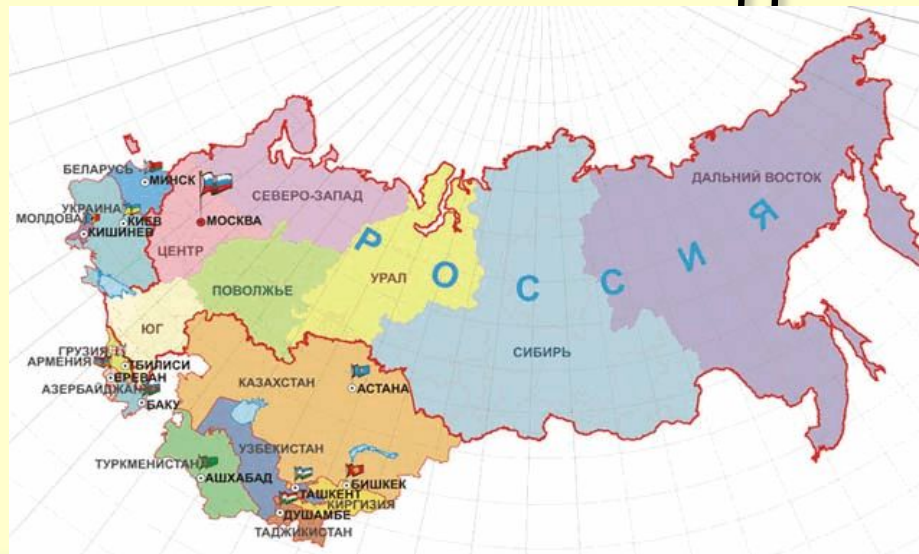 БЕЛАРУСЬ
МИНСК
УКРАИНА
КИЕВ
МОЛДОВА
КИШИНЕВ
МОСКВА
СЕВЕРО-ЗАПАД
ЦЕНТР
ПОВОЛЖЬЕ
УРАЛ
ЮГ
РОССИЯ
СИБИРЬ
ДАЛЬНИЙ ВОСТОК
ГРУЗИЯ
ТБИЛИСИ
АРМЕНИЯ
ЕРЕВАН
АЗЕРБАЙДЖАН
БАКУ
КАЗАХСТАН
АСТАНА
УЗБЕКИСТАН
ТУРКМЕНИСТАН
АШХАБАД
ТАШКЕНТ
БИШКЕК
КИРГИЗИЯ
ДУШАМБЕ
ТАДЖИКИСТАН